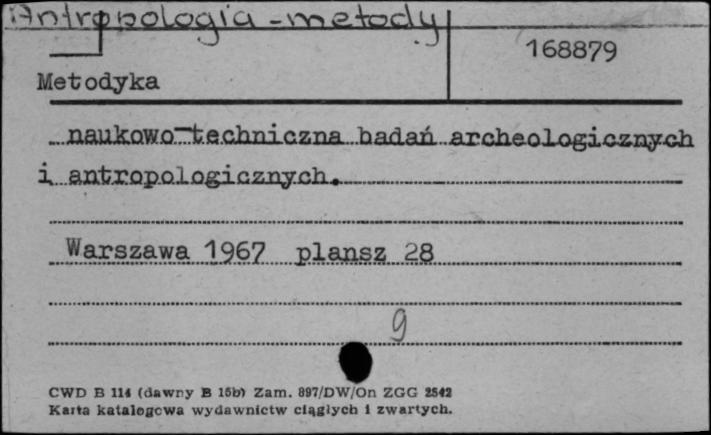 Antropologia - metody
168879
Metodyka
naukowo-techniczna badań archeologicznych
i antropologicznych.
Warszawa 1967 plansz 28
9
CWD B 114 (dawny B 15b) Zam. 897/DW/On ZGG 2542
Karta katalogowa wydawnictw ciągłych i zwartych.